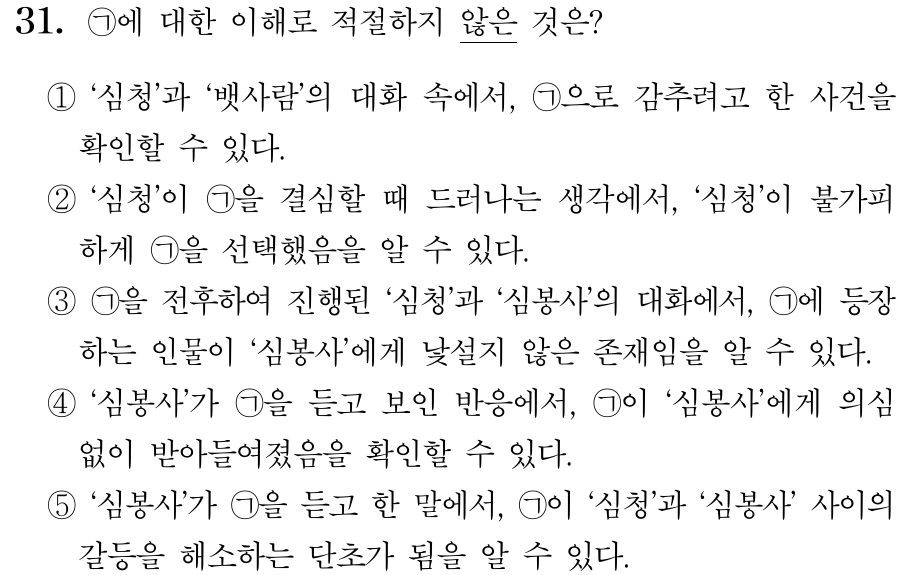 31. ㉠에 대한 이해로 적절하지 않은 것은?
① ‘심청’과 ‘뱃사람’의 대화 속에서, ㉠으로 감추려고 한 사건을
확인할 수 있다.
② ‘심청’이 ㉠을 결심할 때 드러나는 생각에서, ‘심청’이 불가피
하게 ㉠을 선택했음을 알 수 있다.
③ ㉠을 전후하여 진행된 ‘심청’과 ‘심봉사’의 대화에서, ㉠에 등장
하는 인물이 ‘심봉사’에게 낯설지 않은 존재임을 알 수 있다.
④ ‘심봉사’가 ㉠을 듣고 보인 반응에서, ㉠이 ‘심봉사’에게 의심
없이 받아들여졌음을 확인할 수 있다.
⑤ ‘심봉사’가 ㉠을 듣고 한 말에서, ㉠이 ‘심청’과 ‘심봉사’ 사이의
갈등을 해소하는 단초가 됨을 알 수 있다.